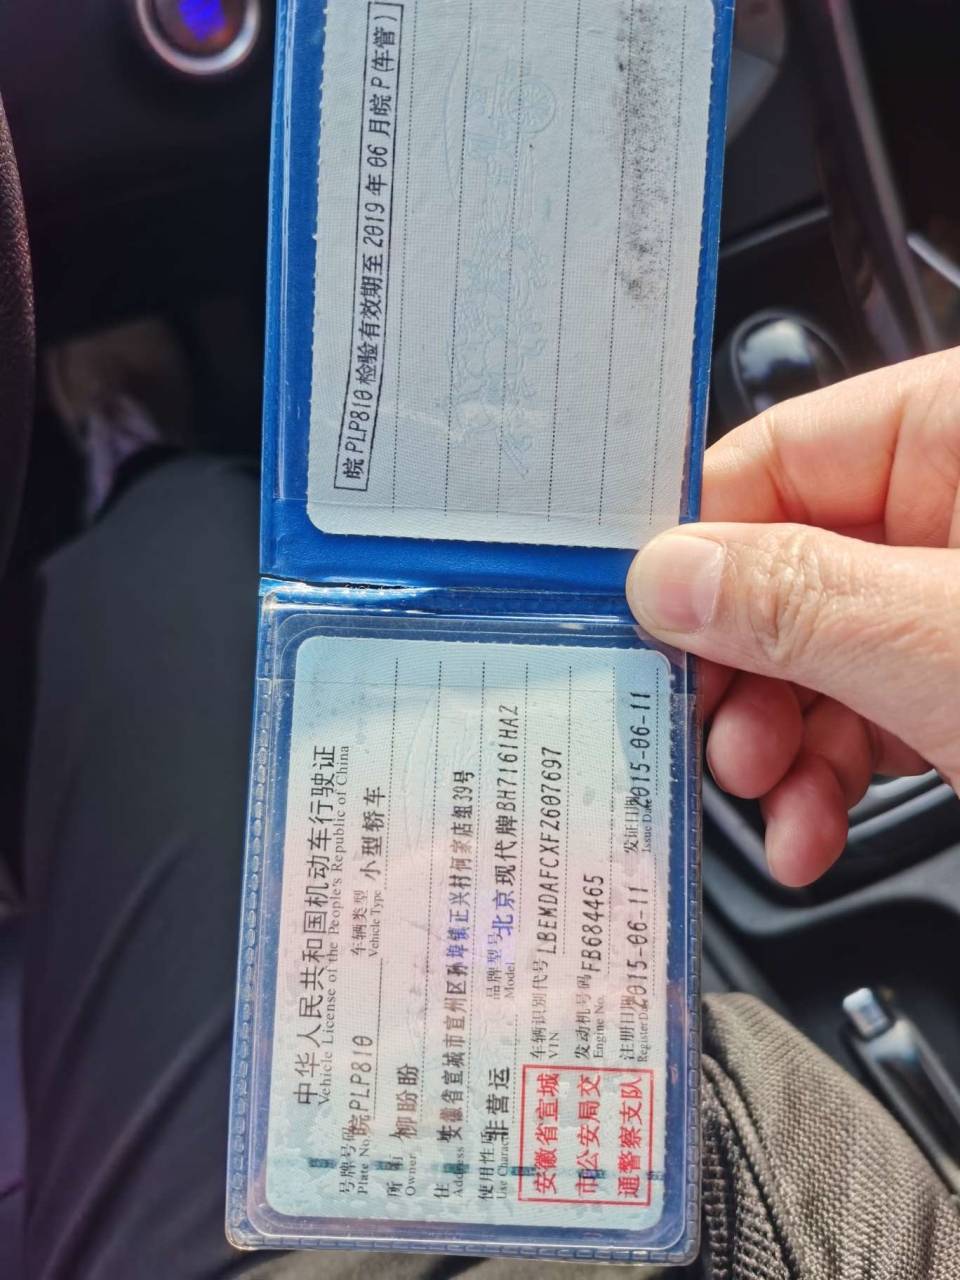 皖PLP810检验有效期至2019年06月皖P(车管)
中华人民共和国机动车行驶证
Vehicle License of the People's Republic of China
号牌号码 皖PLP810 车辆类型 小型轿车
Plate No. Vehicle Type
所有人 柳盼盼
Owner
住 安徽省宣城市宣州区孙埠镇正兴村何家店组39号
Address
使用性质 非营运 品牌型号 北京现代牌BH7161HAZ
Use Character Model
安徽省宣城
市公安局交
通警察支队
车辆识别代号 LBEMDAFCXFZ607697
VIN
发动机号码 FB684465
Engine No.
注册日期 2015-06-11 发证日期 2015-06-11
Register Date Issue Date